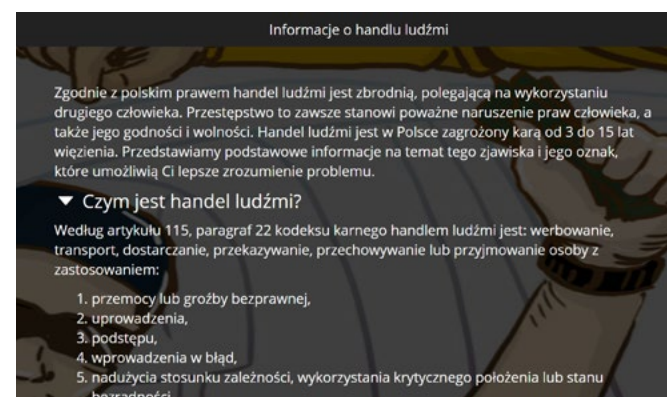 Informacje o handlu ludźmi
Zgodnie z polskim prawem handel ludźmi jest zbrodnią, polegającą na wykorzystaniu
drugiego człowieka. Przestępstwo to zawsze stanowi poważne naruszenie praw człowieka, a
także jego godności i wolności. Handel ludźmi jest w Polsce zagrożony karą od 3 do 15 lat
więzienia. Przedstawiamy podstawowe informacje na temat tego zjawiska i jego oznak,
które umożliwią Ci lepsze zrozumienie problemu.
▼ Czym jest handel ludźmi?
Według artykułu 115, paragraf 22 kodeksu karnego handlem ludźmi jest: werbowanie,
transport, dostarczanie, przekazywanie, przechowywanie lub przyjmowanie osoby z
zastosowaniem:
1. przemocy lub groźby bezprawnej,
2. uprowadzenia,
3. podstępu,
4. wprowadzenia w błąd,
5. nadużycia stosunku zależności, wykorzystania krytycznego położenia lub stanu
bezradności,